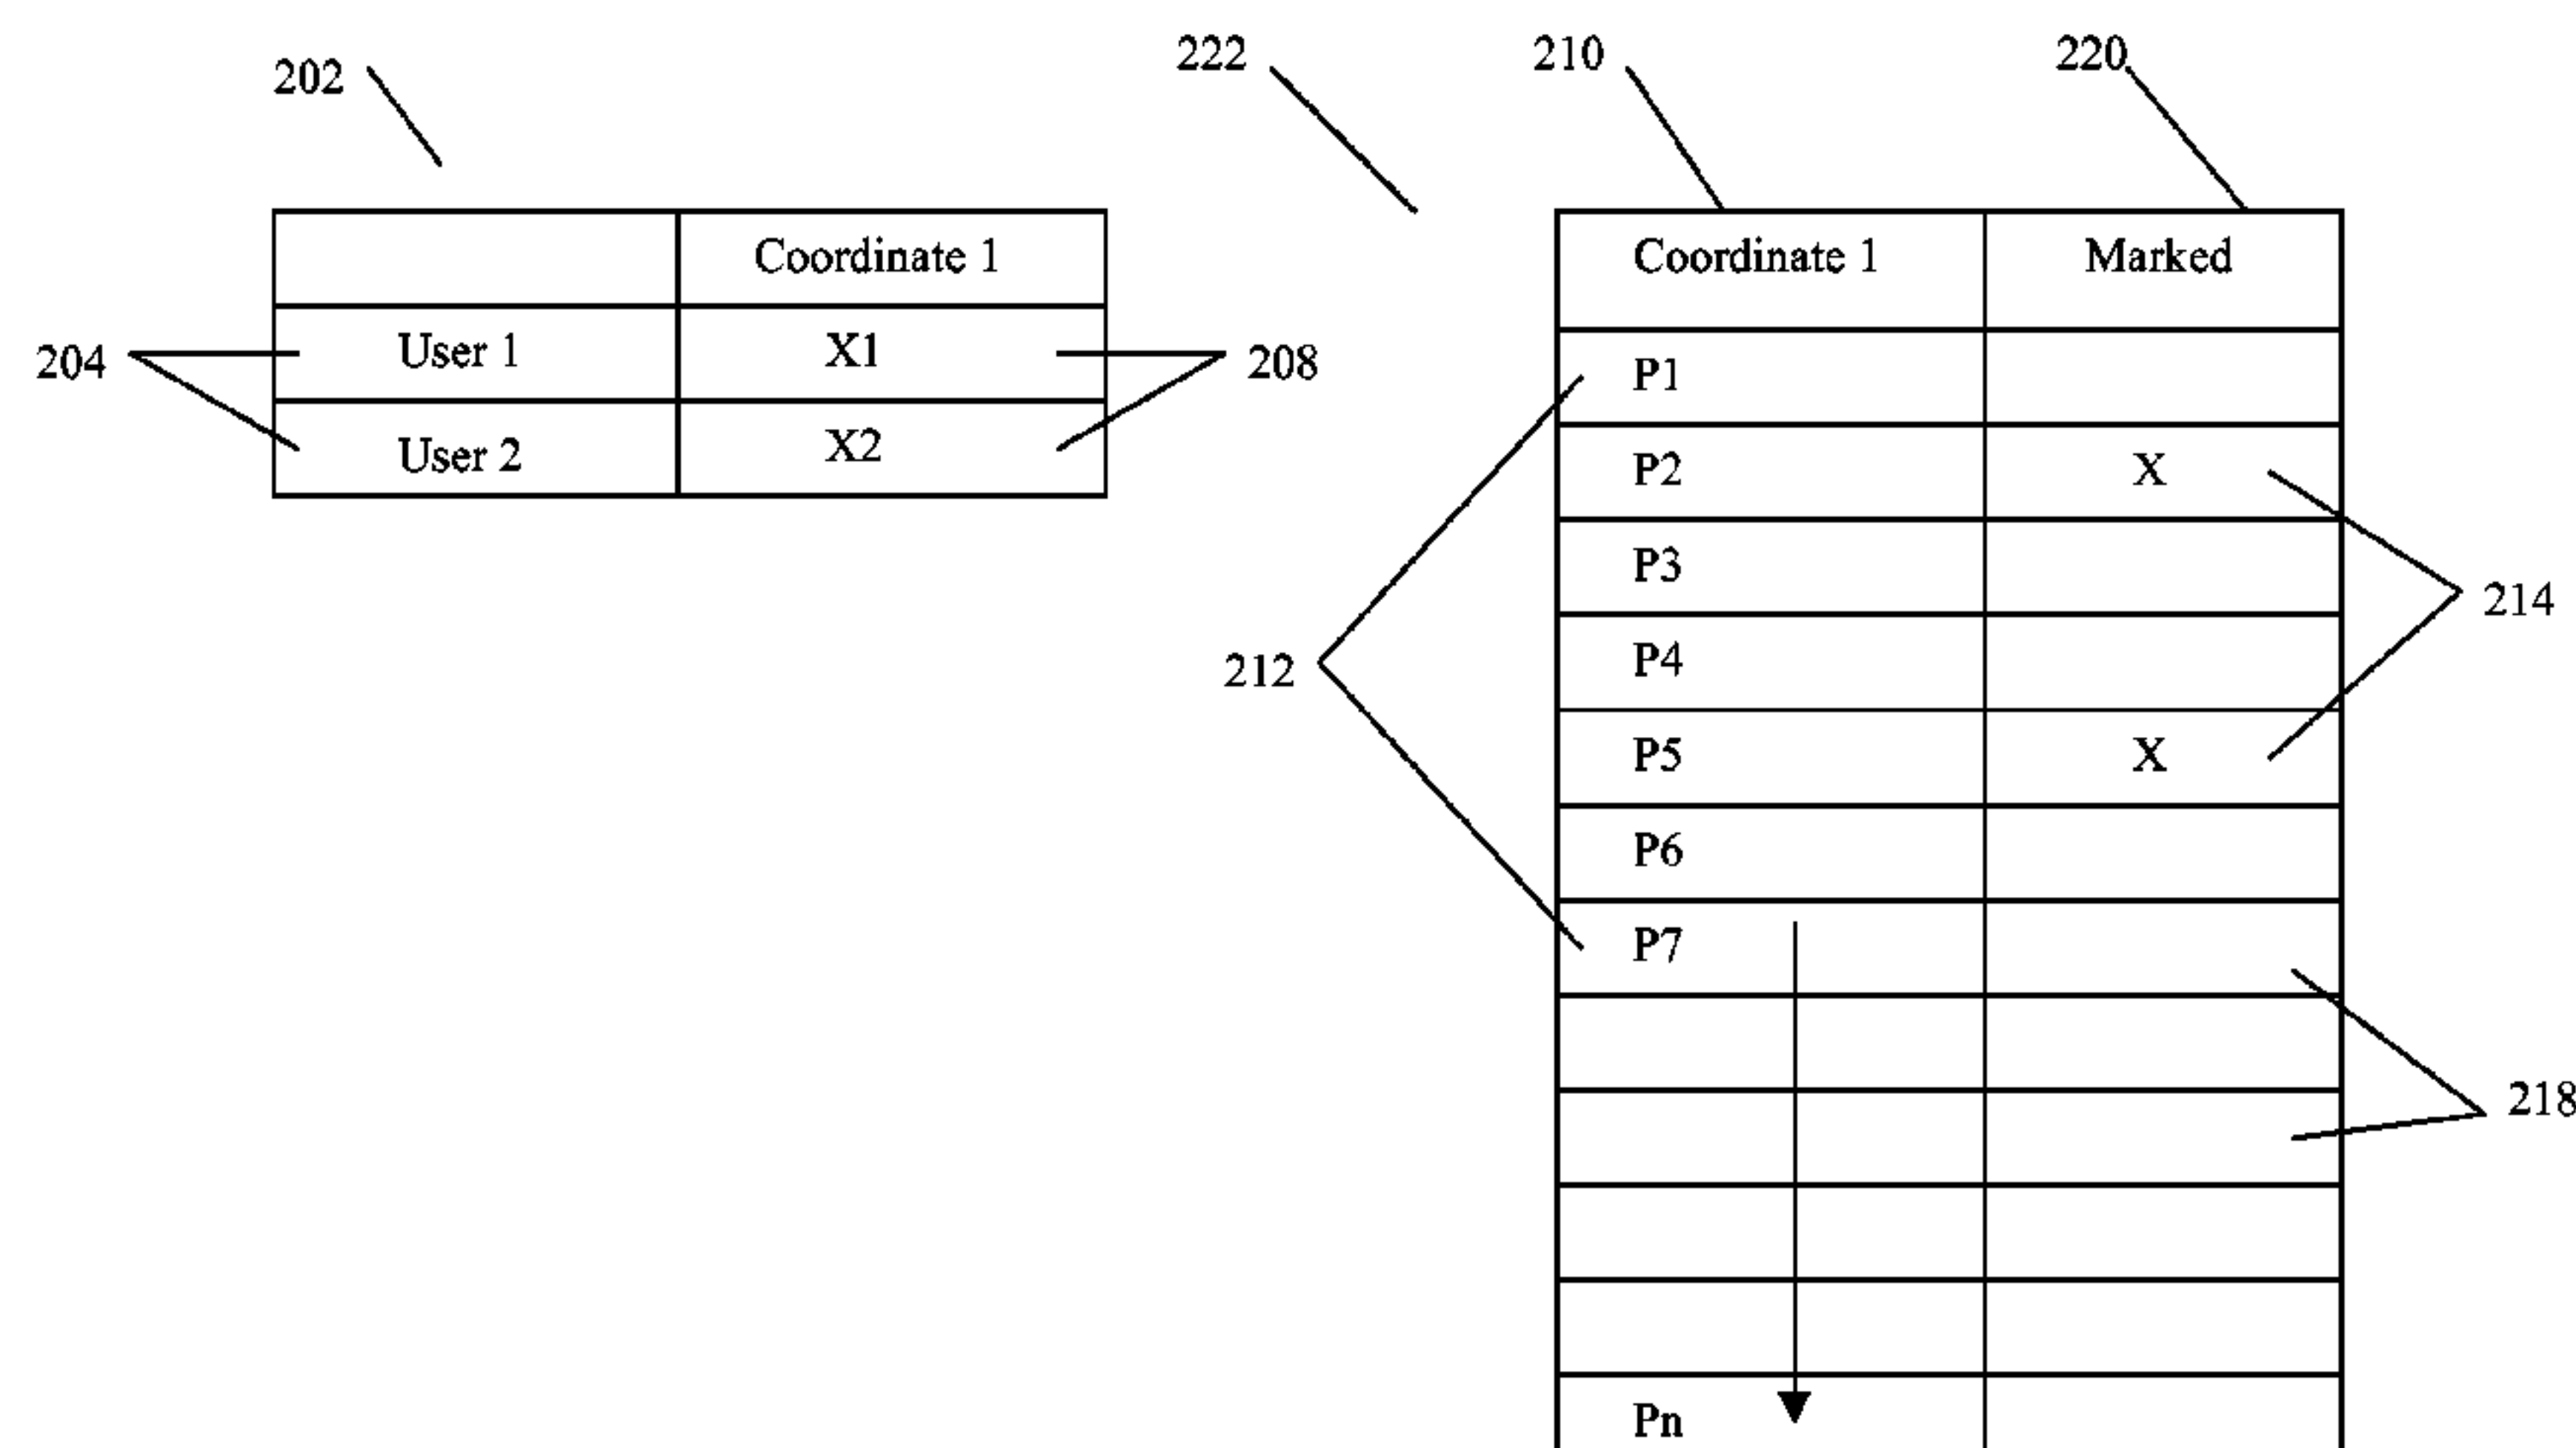 202
222 210 220
Coordinate 1
204 User 1 X1 208
User 2 X2
Coordinate 1 Marked
P1
P2 X
P3
214
P4
212
P5 X
P6
P7
218
Pn